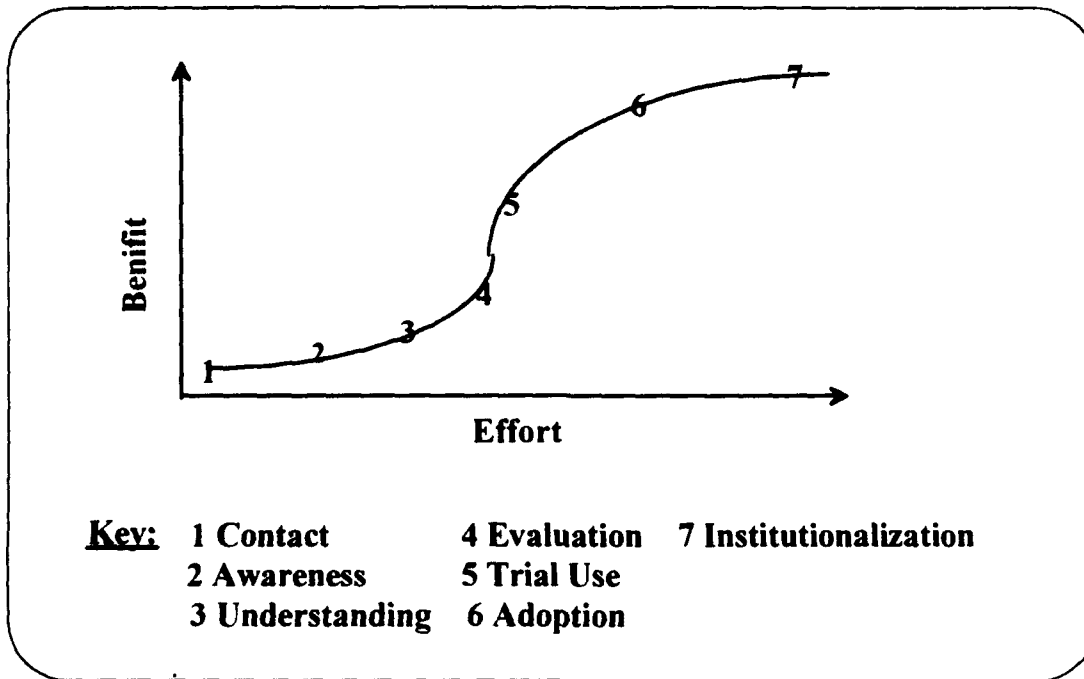 7
6
5
Benifit
4
3
2
1
Effort
Key: 1 Contact 4 Evaluation 7 Institutionalization
2 Awareness 5 Trial Use
3 Understanding 6 Adoption